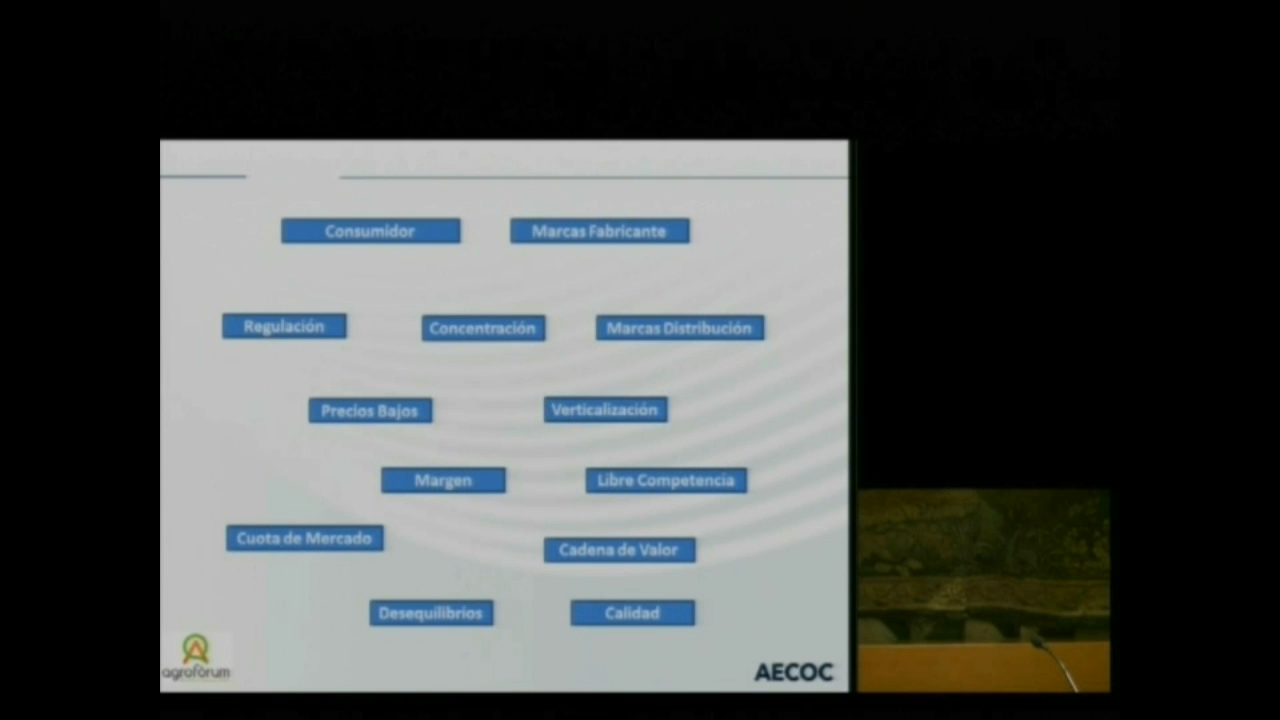 Consumidor
Marcas Fabricante
Regulación
Concentración
Marcas Distribución
Precios Bajos
Verticalización
Margen
Libre Competencia
Cuota de Mercado
Cadena de Valor
Desequilibrios
Calidad
agrofòrum
AECOC